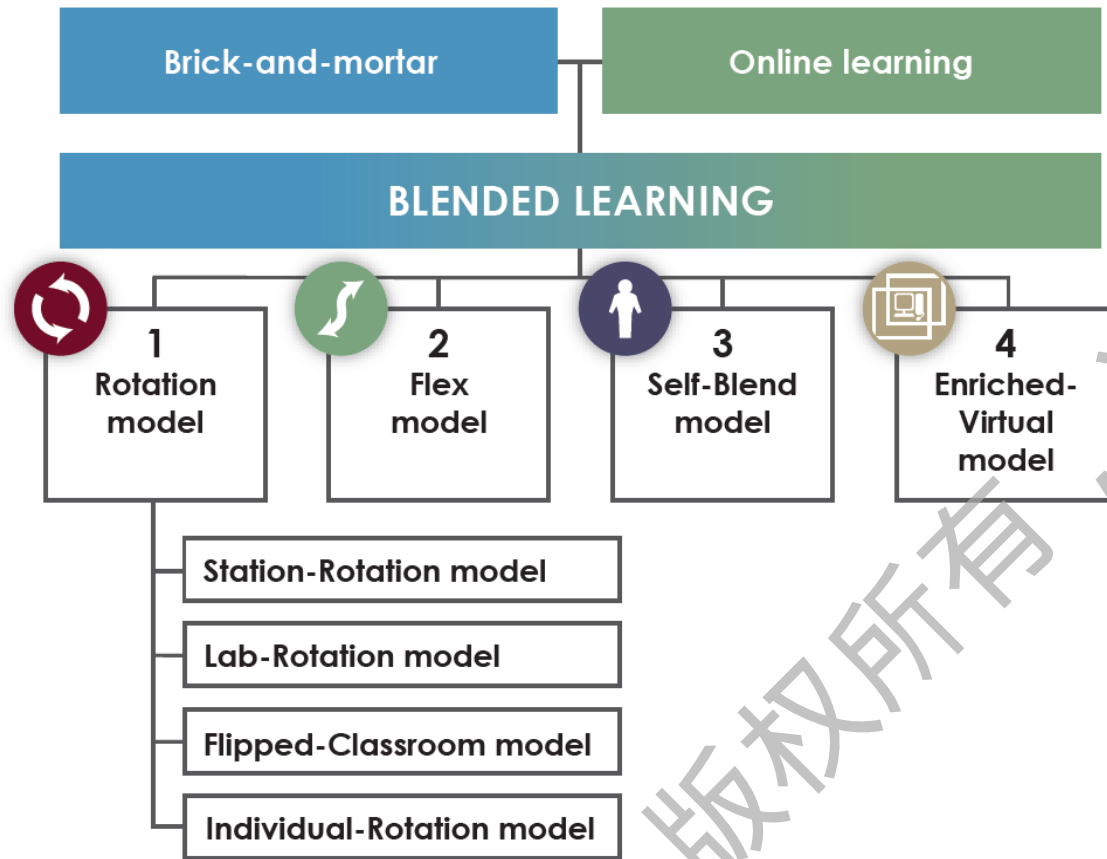 Brick-and-mortar
Online learning
BLENDED LEARNING
1
Rotation
model
2
Flex
model
3
Self-Blend
model
4
Enriched-
Virtual
model
Station-Rotation model
Lab-Rotation model
Flipped-Classroom model
Individual-Rotation model
版权所有